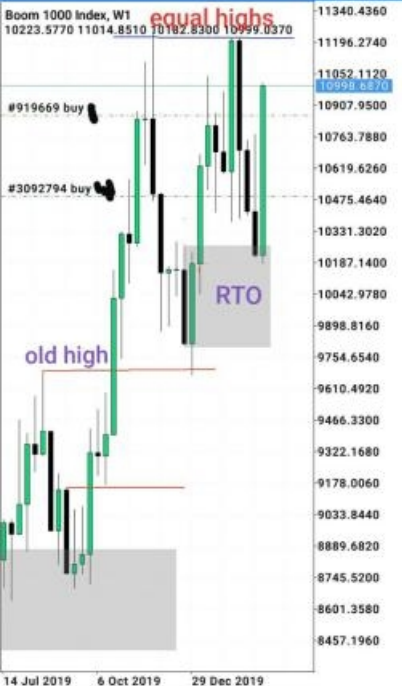 Boom 1000 Index, W1
equal highs
10223.5770 11014.8510 10182.8300 10999.0370
#919669 buy
#3092794 buy
RTO
old high
11340.4360
11196.2740
11052.1120
10998.6870
10907.9500
10763.7880
10619.6260
10475.4640
10331.3020
10187.1400
10042.9780
9898.8160
9754.6540
9610.4920
9466.3300
9322.1680
9178.0060
9033.8440
8889.6820
8745.5200
8601.3580
8457.1960
14 Jul 2019 6 Oct 2019 29 Dec 2019